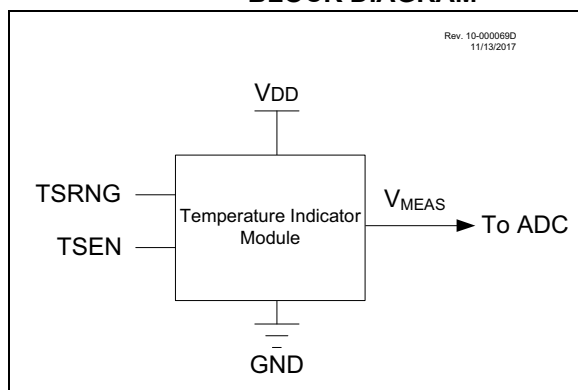 BLOCK DIAGRAM
Rev. 10-000069D
11/13/2017
VDD
TSRNG
TSEN
Temperature Indicator
Module
VMEAS
To ADC
GND